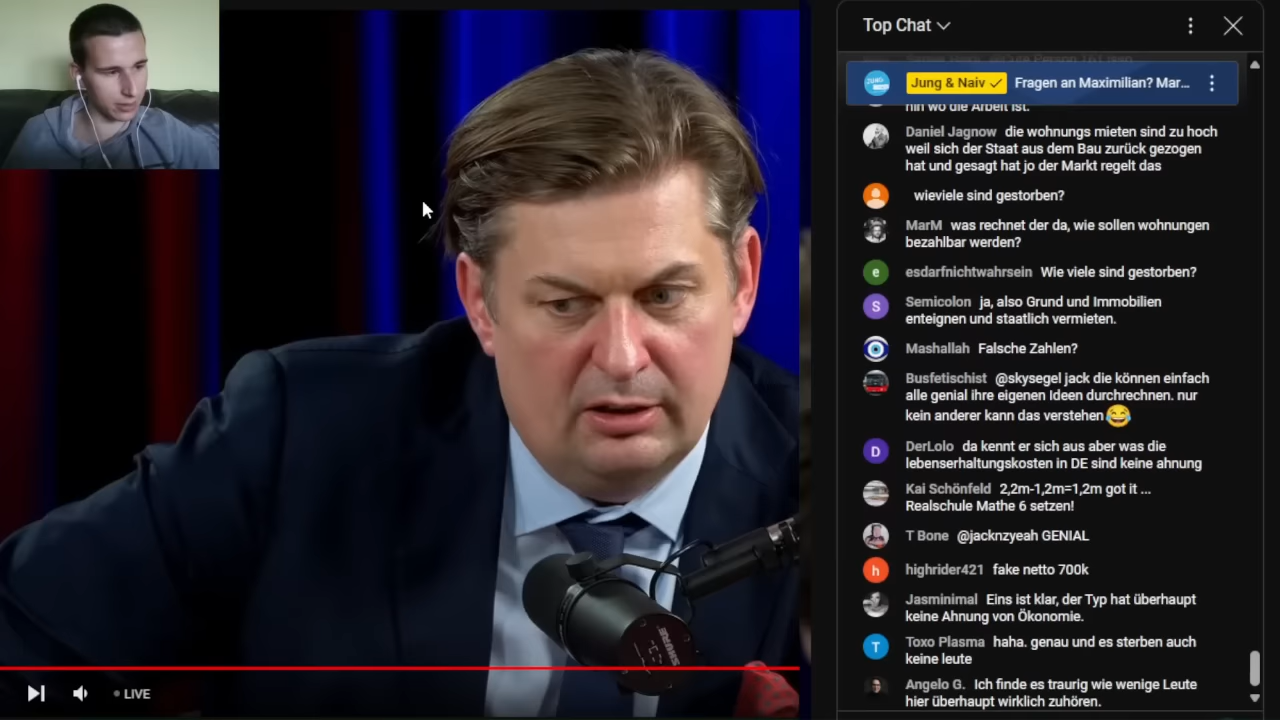 Top Chat
Jung & Naiv Fragen an Maximilian? Mar...
hin wo die Arbeit ist.
Daniel Jagnow die wohnungs mieten sind zu hoch
weil sich der Staat aus dem Bau zurück gezogen
hat und gesagt hat jo der Markt regelt das
wieviele sind gestorben?
MarM was rechnet der da, wie sollen wohnungen
bezahlbar werden?
e esdarfnichtwahrsein Wie viele sind gestorben?
S Semicolon ja, also Grund und Immobilien
enteignen und staatlich vermieten.
Mashallah Falsche Zahlen?
Busfetischist @skysegel jack die können einfach
alle genial ihre eigenen Ideen durchrechnen. nur
kein anderer kann das verstehen😂
D DerLolo da kennt er sich aus aber was die
lebenserhaltungskosten in DE sind keine ahnung
Kai Schönfeld 2,2m-1,2m=1,2m got it ...
Realschule Mathe 6 setzen!
T Bone @jacknzyeah GENIAL
h highrider421 fake netto 700k
Jasminimal Eins ist klar, der Typ hat überhaupt
keine Ahnung von Ökonomie.
T Toxo Plasma haha. genau und es sterben auch
keine leute
Angelo G. Ich finde es traurig wie wenige Leute
hier überhaupt wirklich zuhören.
SHURE
LIVE